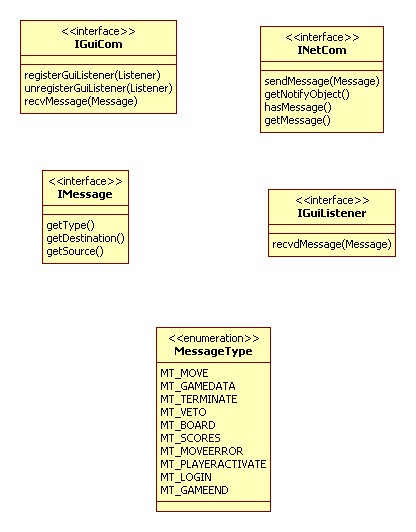 <<interface>>
IGuiCom
registerGuiListener(Listener)
unregisterGuiListener(Listener)
recvMessage(Message)
<<interface>>
INetCom
sendMessage(Message)
getNotifyObject()
hasMessage()
getMessage()
<<interface>>
IMessage
getType()
getDestination()
getSource()
<<interface>>
IGuiListener
recvdMessage(Message)
<<enumeration>>
MessageType
MT_MOVE
MT_GAMEDATA
MT_TERMINATE
MT_VETO
MT_BOARD
MT_SCORES
MT_MOVEERROR
MT_PLAYERACTIVATE
MT_LOGIN
MT_GAMEEND